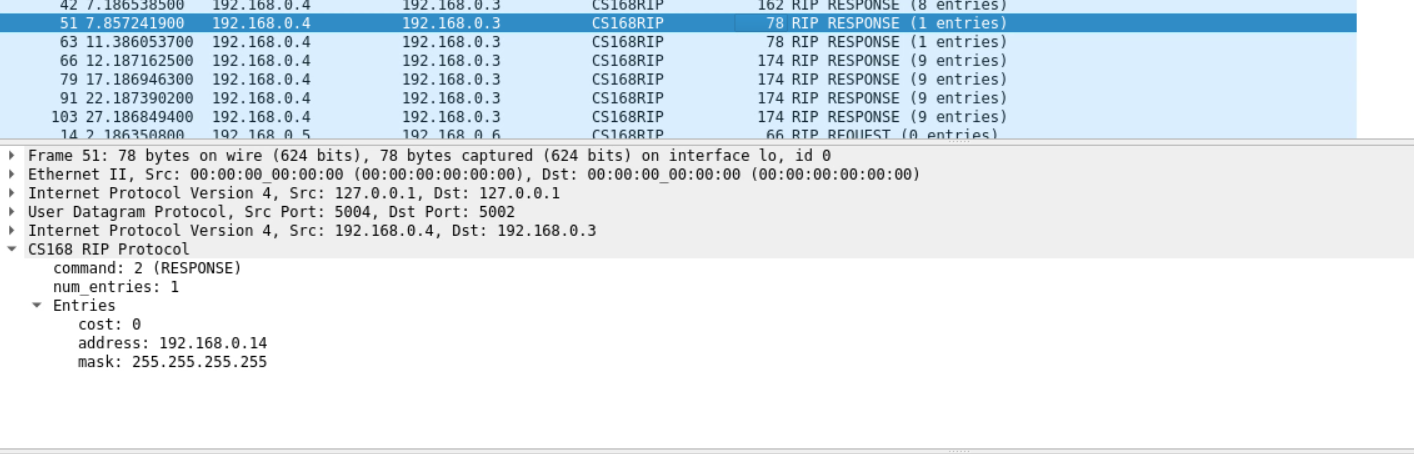 42 7.186538500 192.168.0.4 192.168.0.3 CS168RIP 162 RIP RESPONSE (8 entries)
51 7.857241900 192.168.0.4 192.168.0.3 CS168RIP 78 RIP RESPONSE (1 entries)
63 11.386053700 192.168.0.4 192.168.0.3 CS168RIP 78 RIP RESPONSE (1 entries)
66 12.187162500 192.168.0.4 192.168.0.3 CS168RIP 174 RIP RESPONSE (9 entries)
79 17.186946300 192.168.0.4 192.168.0.3 CS168RIP 174 RIP RESPONSE (9 entries)
91 22.187390200 192.168.0.4 192.168.0.3 CS168RIP 174 RIP RESPONSE (9 entries)
103 27.186849400 192.168.0.4 192.168.0.3 CS168RIP 174 RIP RESPONSE (9 entries)
14 2.186350800 192.168.0.5 192.168.0.6 CS168RIP 66 RIP REQUEST (0 entries)
Frame 51: 78 bytes on wire (624 bits), 78 bytes captured (624 bits) on interface lo, id 0
Ethernet II, Src: 00:00:00_00:00:00 (00:00:00:00:00:00), Dst: 00:00:00_00:00:00 (00:00:00:00:00:00)
Internet Protocol Version 4, Src: 127.0.0.1, Dst: 127.0.0.1
User Datagram Protocol, Src Port: 5004, Dst Port: 5002
Internet Protocol Version 4, Src: 192.168.0.4, Dst: 192.168.0.3
CS168 RIP Protocol
command: 2 (RESPONSE)
num_entries: 1
Entries
cost: 0
address: 192.168.0.14
mask: 255.255.255.255